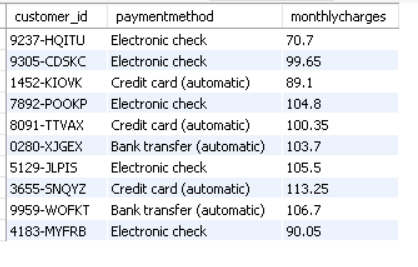 customer_id paymentmethod monthlycharges
9237-HQITU Electronic check 70.7
9305-CDSKC Electronic check 99.65
1452-KIOVK Credit card (automatic) 89.1
7892-POOKP Electronic check 104.8
8091-TTVAX Credit card (automatic) 100.35
0280-XJGEX Bank transfer (automatic) 103.7
5129-JLPIS Electronic check 105.5
3655-SNQYZ Credit card (automatic) 113.25
9959-WOFKT Bank transfer (automatic) 106.7
4183-MYFRB Electronic check 90.05